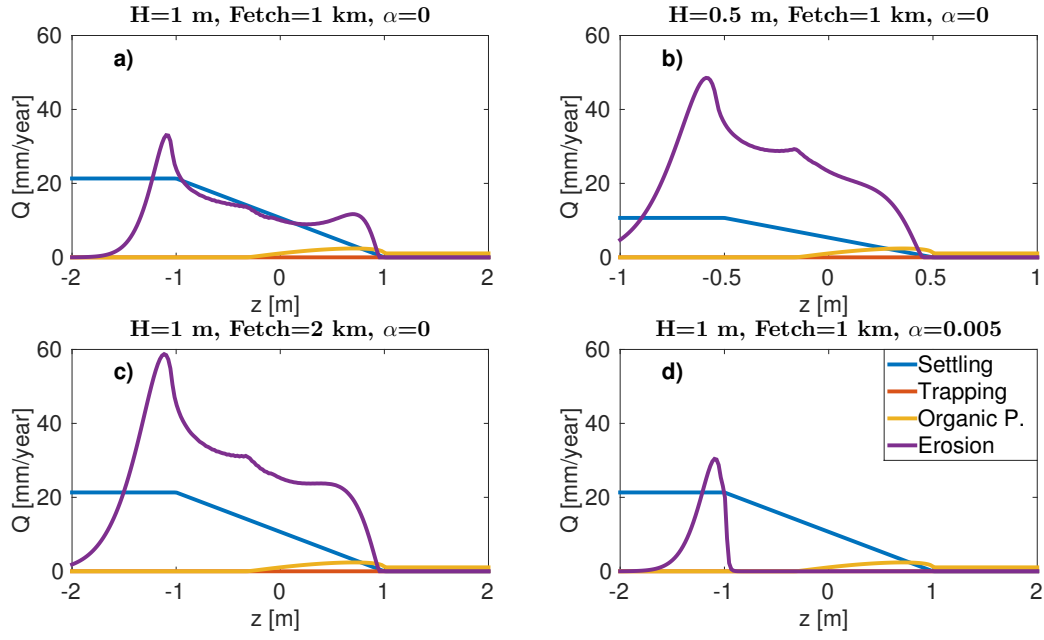 H=1 m, Fetch=1 km, α=0
a)
60
40
20
0
Q [mm/year]
-2 -1 0 1 2
z [m]
H=0.5 m, Fetch=1 km, α=0
b)
60
40
20
0
Q [mm/year]
-1 -0.5 0 0.5 1
z [m]
H=1 m, Fetch=2 km, α=0
c)
60
40
20
0
Q [mm/year]
-2 -1 0 1 2
z [m]
H=1 m, Fetch=1 km, α=0.005
d)
60
40
20
0
Q [mm/year]
Settling
Trapping
Organic P.
Erosion
-2 -1 0 1 2
z [m]